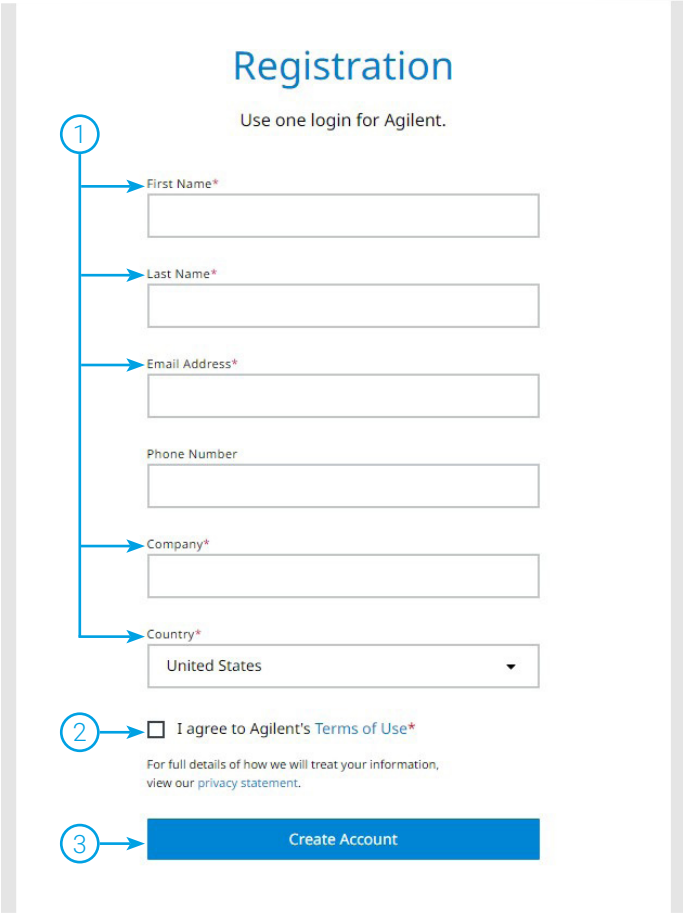 Registration
Use one login for Agilent.
1
First Name*
Last Name*
Email Address*
Phone Number
Company*
Country*
United States
2
I agree to Agilent's Terms of Use*
For full details of how we will treat your information,
view our privacy statement.
3
Create Account